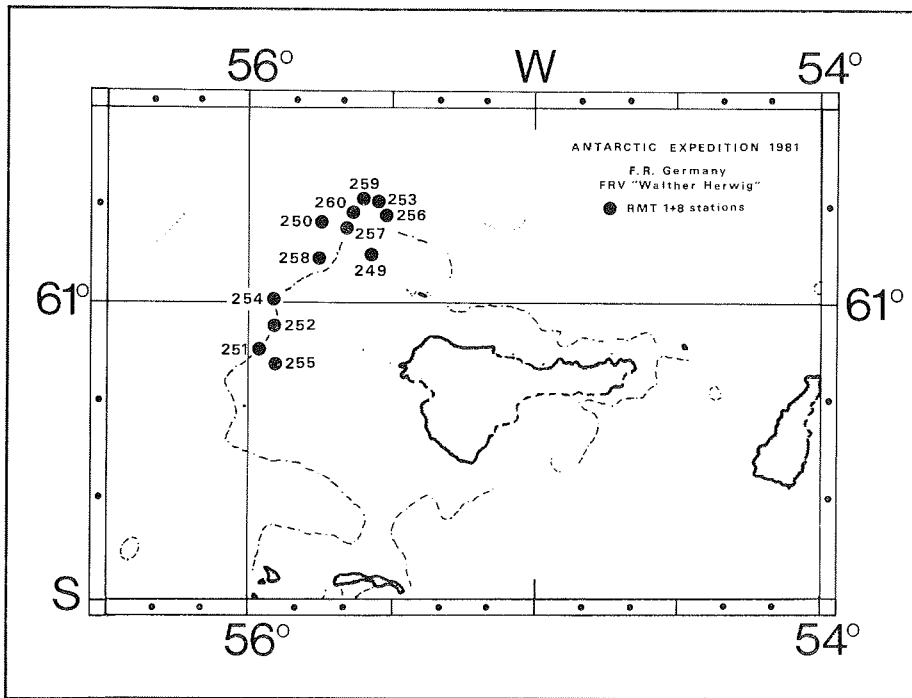 56° W 54°
ANTARCTIC EXPEDITION 1981
F.R. Germany
FRV "Walther Herwig"
RMT 1+8 stations
259
253
260
256
250
257
258
249
254
61° 61°
252
251
255
S
56° 54°